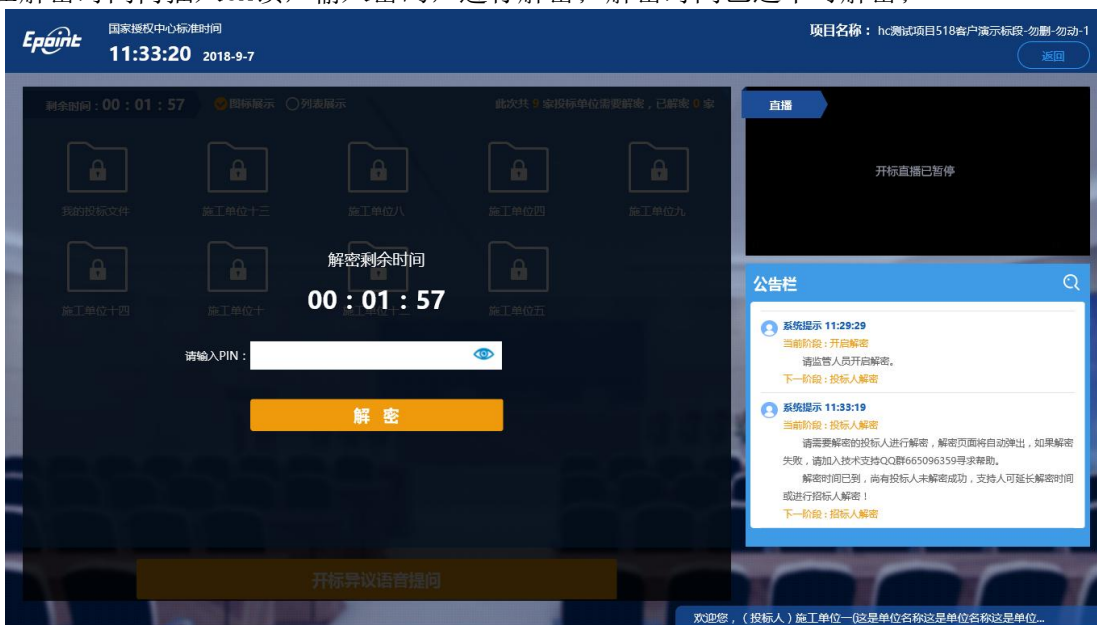 Epoint
国家授权中心标准时间
11:33:20 2018-9-7
项目名称：hc测试项目518客户演示标段-勿删-勿动-1
返回
剩余时间：00：01：57 图标展示 列表展示 此次共 9 家投标单位需要解密，已解密 0 家
我的投标文件 施工单位十三 施工单位八 施工单位四 施工单位九
施工单位十四 施工单位十 施工单位十二 施工单位五
解密剩余时间
00：01：57
请输入PIN：
解 密
开标异议语音提问
直播
开标直播已暂停
公告栏
系统提示 11:29:29
当前阶段：开启解密
请监管人员开启解密。
下一阶段：投标人解密
系统提示 11:33:19
当前阶段：投标人解密
请需要解密的投标人进行解密，解密页面将自动弹出，如果解密
失败，请加入技术支持QQ群665096359寻求帮助。
解密时间已到，尚有投标人未解密成功，支持人可延长解密时间
或进行招标人解密！
下一阶段：招标人解密
欢迎您，（投标人）施工单位一(这是单位名称这是单位名称这是单位...